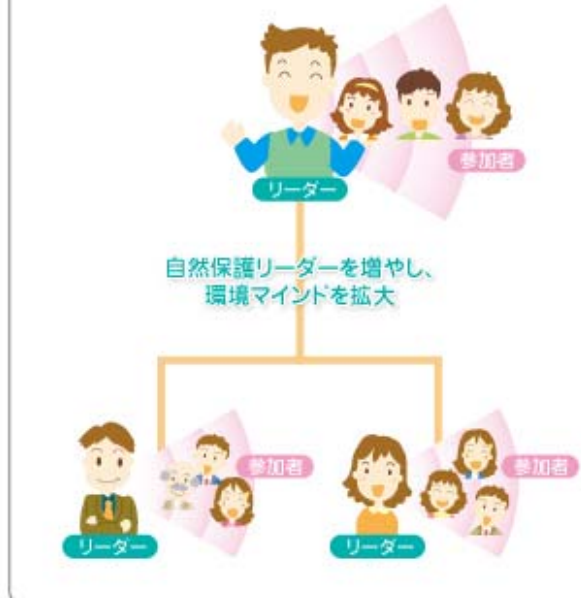 参加者
リーダー
自然保護リーダーを増やし、
環境マインドを拡大
参加者
リーダー
参加者
リーダー